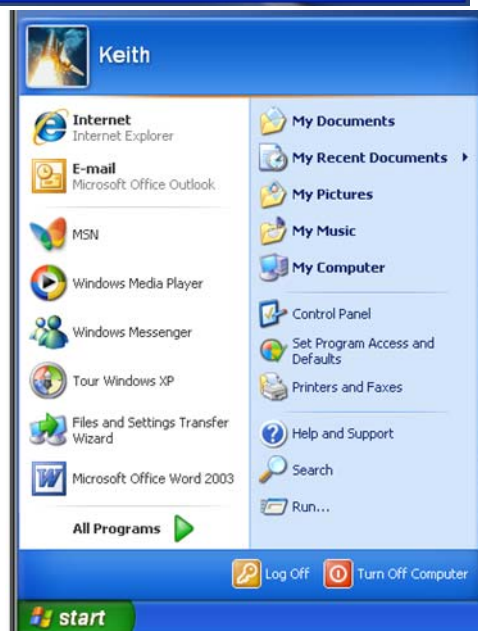 Keith
Internet
Internet Explorer
E-mail
Microsoft Office Outlook
MSN
Windows Media Player
Windows Messenger
Tour Windows XP
Files and Settings Transfer
Wizard
Microsoft Office Word 2003
All Programs
My Documents
My Recent Documents
My Pictures
My Music
My Computer
Control Panel
Set Program Access and
Defaults
Printers and Faxes
Help and Support
Search
Run...
Log Off
Turn Off Computer
start